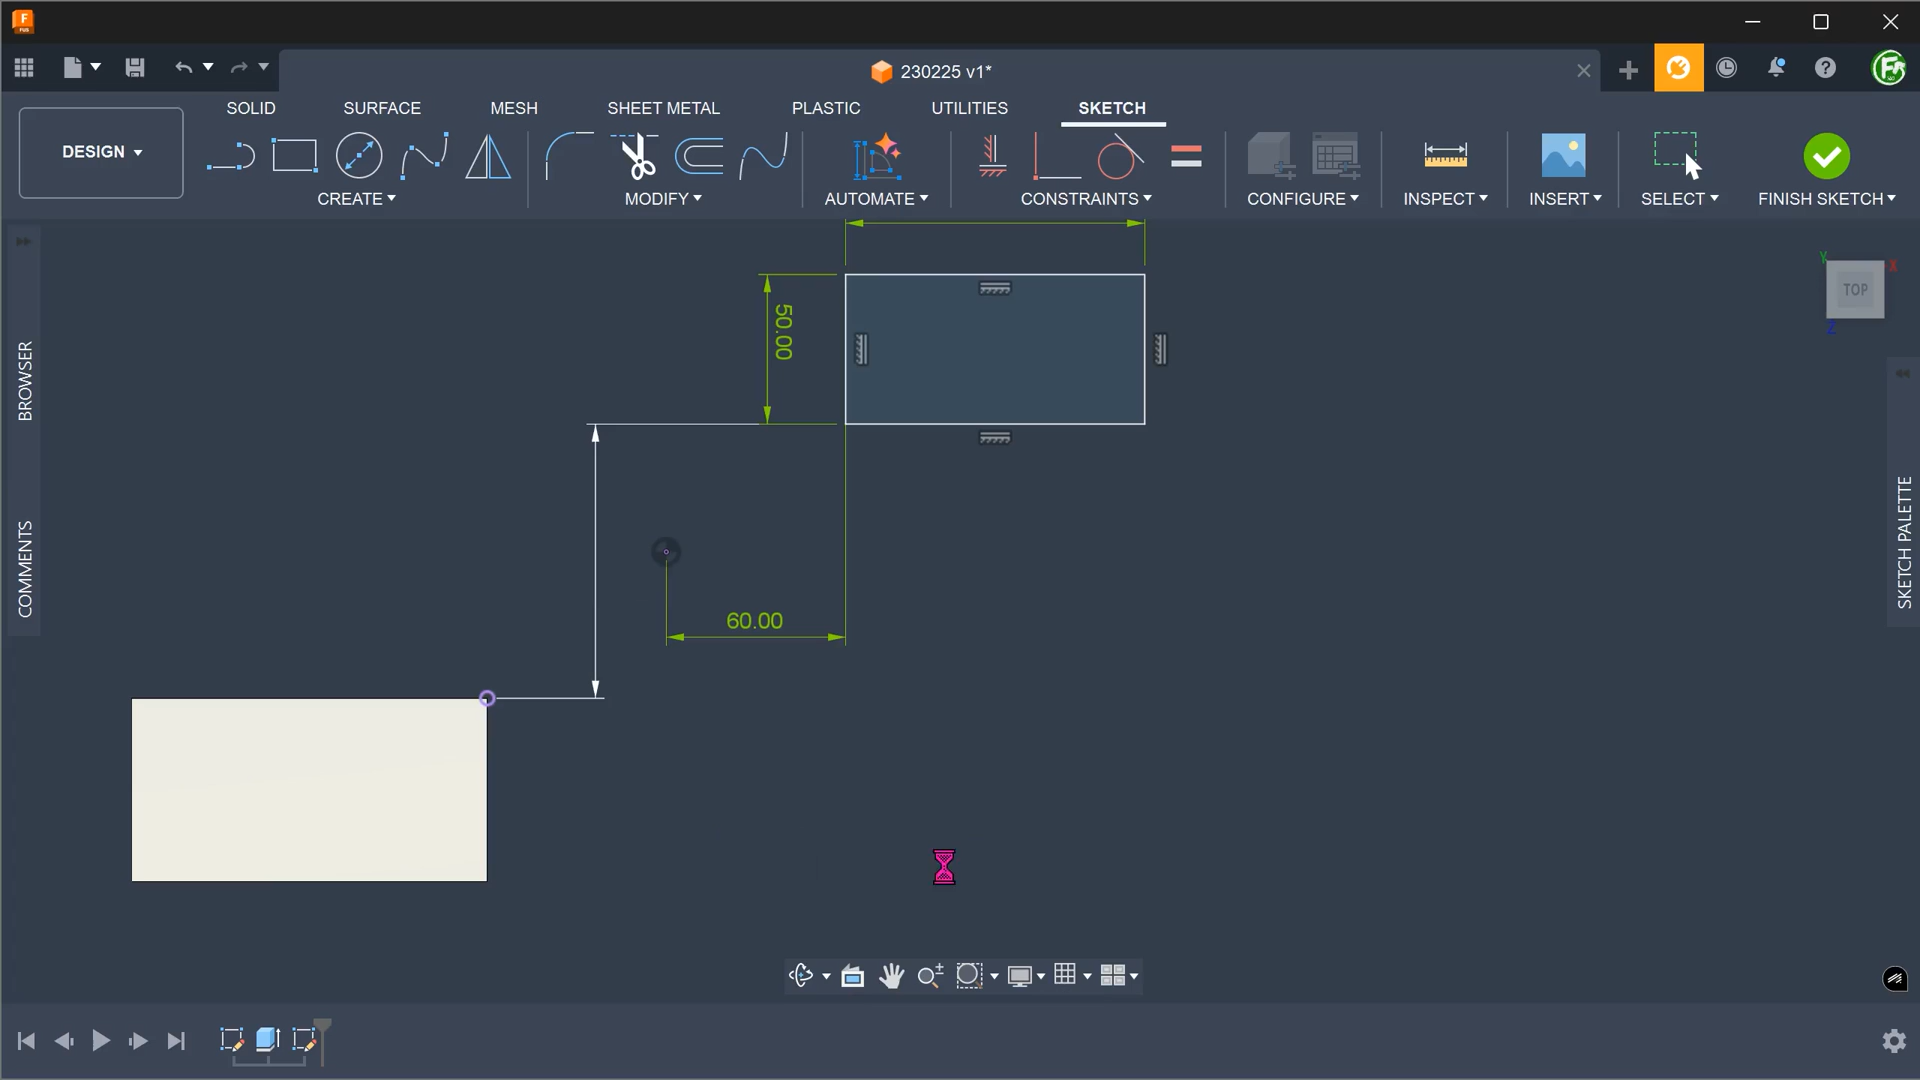 F
FUS
230225 v1*
DESIGN
SOLID
SURFACE
MESH
SHEET METAL
PLASTIC
UTILITIES
SKETCH
CREATE
MODIFY
AUTOMATE
CONSTRAINTS
CONFIGURE
INSPECT
INSERT
SELECT
FINISH SKETCH
BROWSER
COMMENTS
50.00
60.00
Y
X
TOP
Z
SKETCH PALETTE